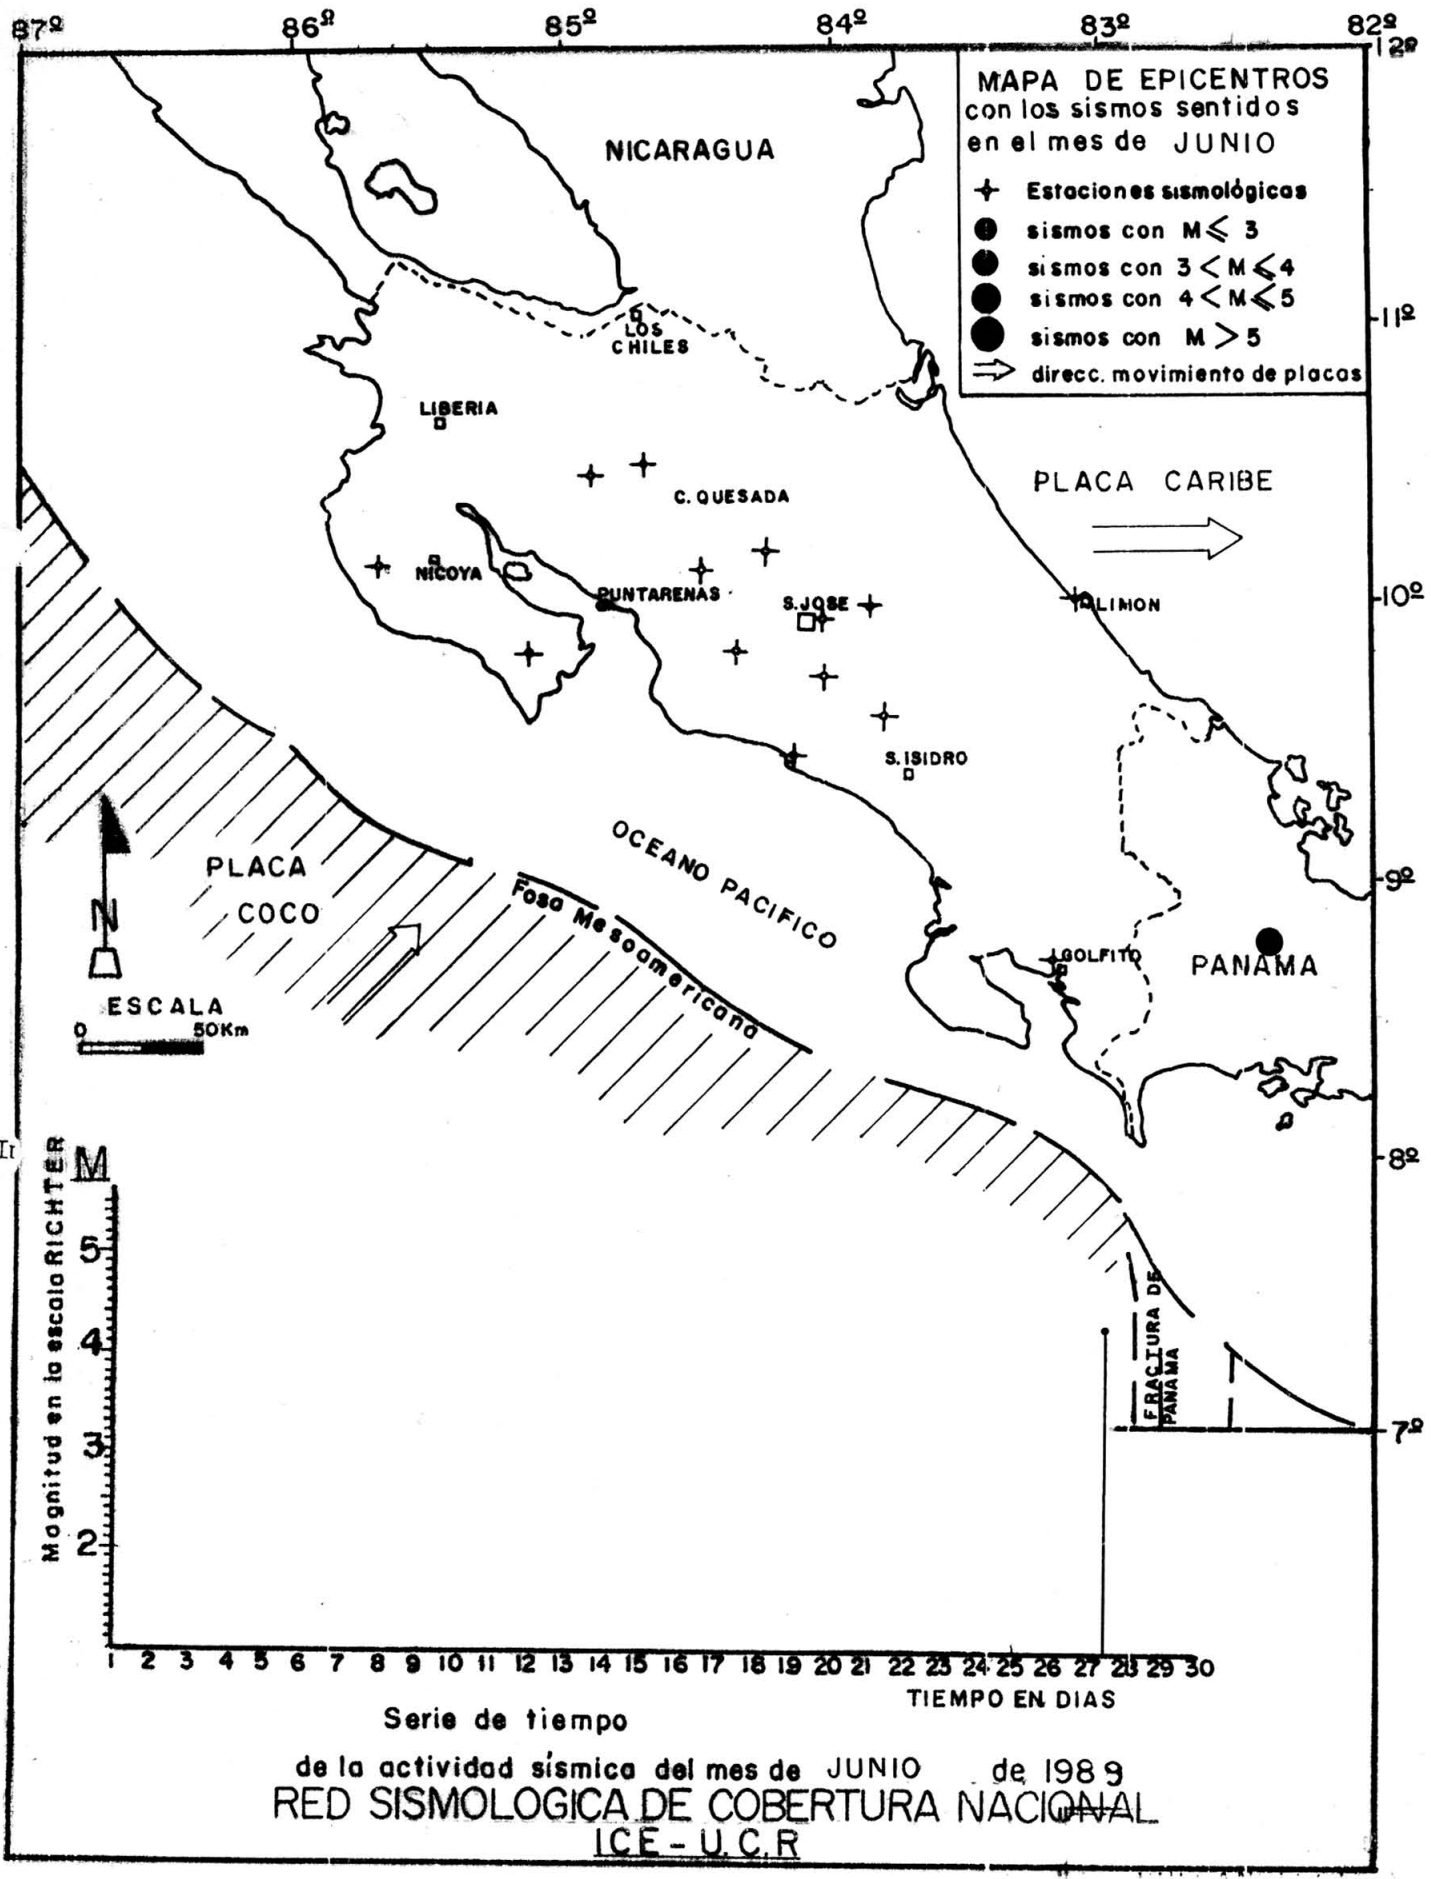 87º 86º 85º 84º 83º 82º
12º
MAPA DE EPICENTROS
con los sismos sentidos
en el mes de JUNIO
Estaciones sismológicas
sismos con M ⩽ 3
sismos con 3 < M ⩽ 4
sismos con 4 < M ⩽ 5
sismos con M > 5
direcc. movimiento de placas
NICARAGUA
11º
LOS
CHILES
LIBERIA
C. QUESADA
PLACA CARIBE
NICOYA
PUNTARENAS
S. JOSE
LIMON
10º
S. ISIDRO
OCEANO PACIFICO
9º
PLACA
COCO
Fosa Mesoamericana
GOLFITO
PANAMA
N
ESCALA
0 50Km
8º
M
Magnitud en la escala RICHTER
5
4
3
2
FRACTURA DE
PANAMA
7º
1 2 3 4 5 6 7 8 9 10 11 12 13 14 15 16 17 18 19 20 21 22 23 24 25 26 27 28 29 30
TIEMPO EN DIAS
Serie de tiempo
de la actividad sísmica del mes de JUNIO de 1989
RED SISMOLOGICA DE COBERTURA NACIONAL
ICE - U.C.R